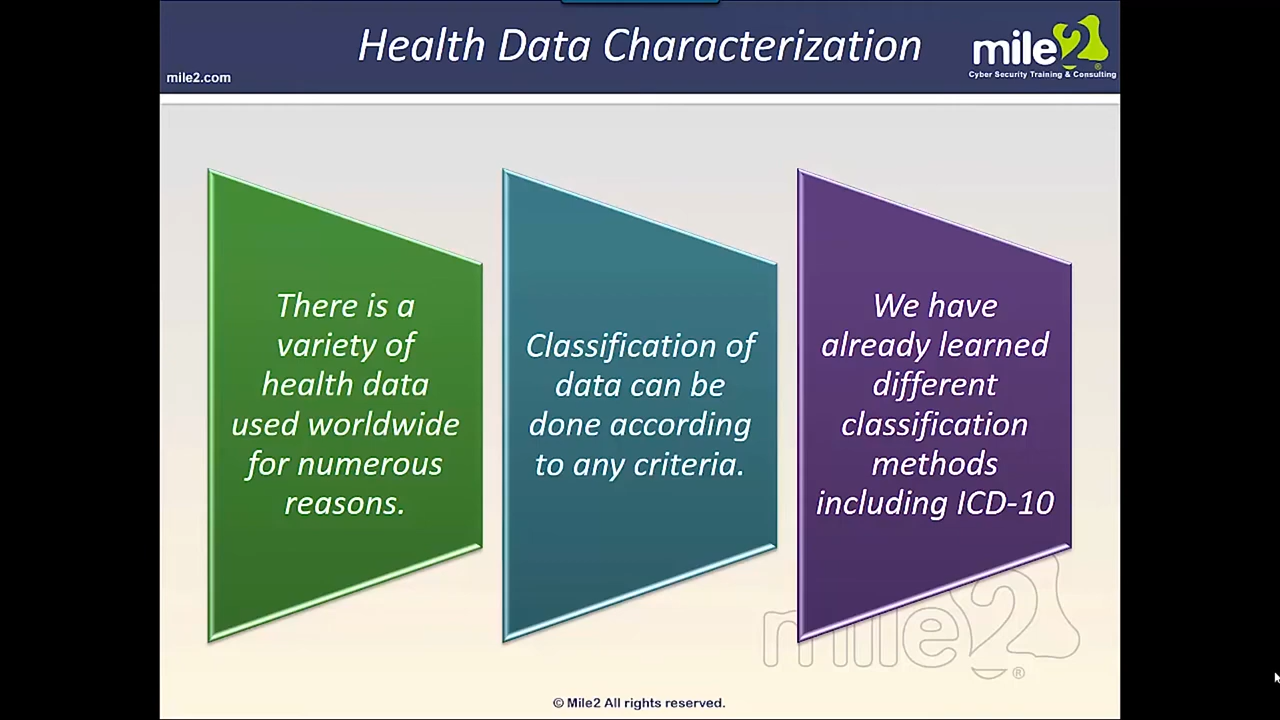 Health Data Characterization
mile2.com
mile2®
Cyber Security Training & Consulting
There is a
variety of
health data
used worldwide
for numerous
reasons.
Classification of
data can be
done according
to any criteria.
We have
already learned
different
classification
methods
including ICD-10
mile2®
© Mile2 All rights reserved.